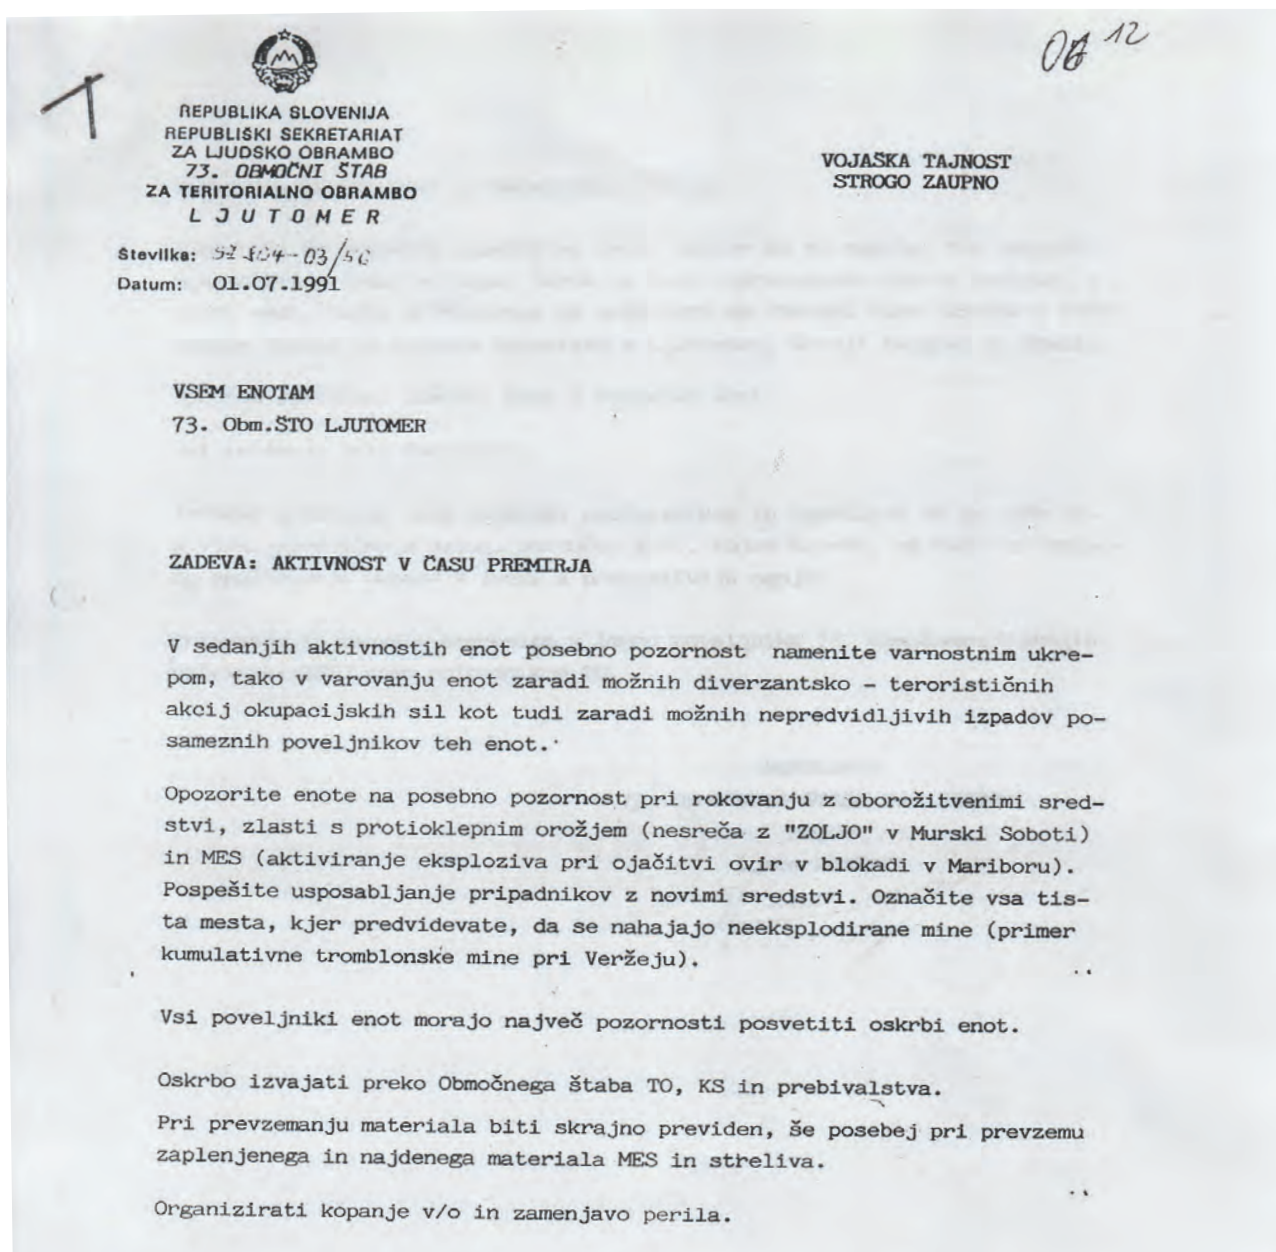 12
1
REPUBLIKA SLOVENIJA
REPUBLIŠKI SEKRETARIAT
ZA LJUDSKO OBRAMBO
73. OBMOČNI ŠTAB
ZA TERITORIALNO OBRAMBO
LJUTOMER
VOJAŠKA TAJNOST
STROGO ZAUPNO
Številka:
Datum: 01.07.1991
VSEM ENOTAM
73. Obm.ŠTO LJUTOMER
ZADEVA: AKTIVNOST V ČASU PREMIRJA
V sedanjih aktivnostih enot posebno pozornost namenite varnostnim ukre-
pom, tako v varovanju enot zaradi možnih diverzantsko - terorističnih
akcij okupacijskih sil kot tudi zaradi možnih nepredvidljivih izpadov po-
sameznih poveljnikov teh enot.
Opozorite enote na posebno pozornost pri rokovanju z oborožitvenimi sred-
stvi, zlasti s protioklepnim orožjem (nesreča z "ZOLJO" v Murski Soboti)
in MES (aktiviranje eksploziva pri ojačitvi ovir v blokadi v Mariboru).
Pospešite usposabljanje pripadnikov z novimi sredstvi. Označite vsa tis-
ta mesta, kjer predvidevate, da se nahajajo neeksplodirane mine (primer
kumulativne tromblonske mine pri Veržeju).
Vsi poveljniki enot morajo največ pozornosti posvetiti oskrbi enot.
Oskrbo izvajati preko Območnega štaba TO, KS in prebivalstva.
Pri prevzemanju materiala biti skrajno previden, še posebej pri prevzemu
zaplenjenega in najdenega materiala MES in streliva.
Organizirati kopanje v/o in zamenjavo perila.